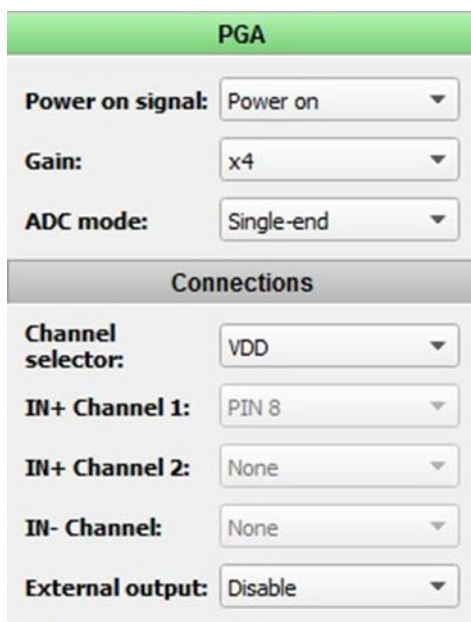 PGA
Power on signal: Power on
Gain: x4
ADC mode: Single-end
Connections
Channel
selector: VDD
IN+ Channel 1: PIN 8
IN+ Channel 2: None
IN- Channel: None
External output: Disable